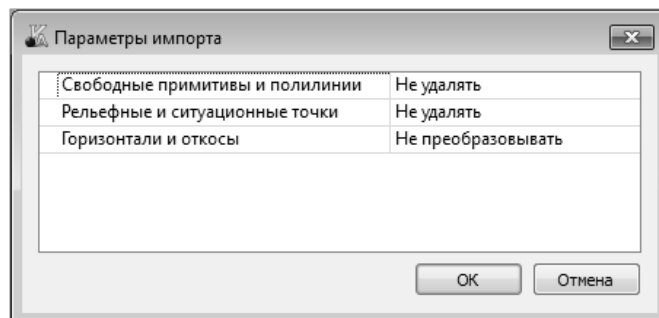 Параметры импорта
Свободные примитивы и полилинии Не удалять
Рельефные и ситуационные точки Не удалять
Горизонтали и откосы Не преобразовывать
ОК Отмена